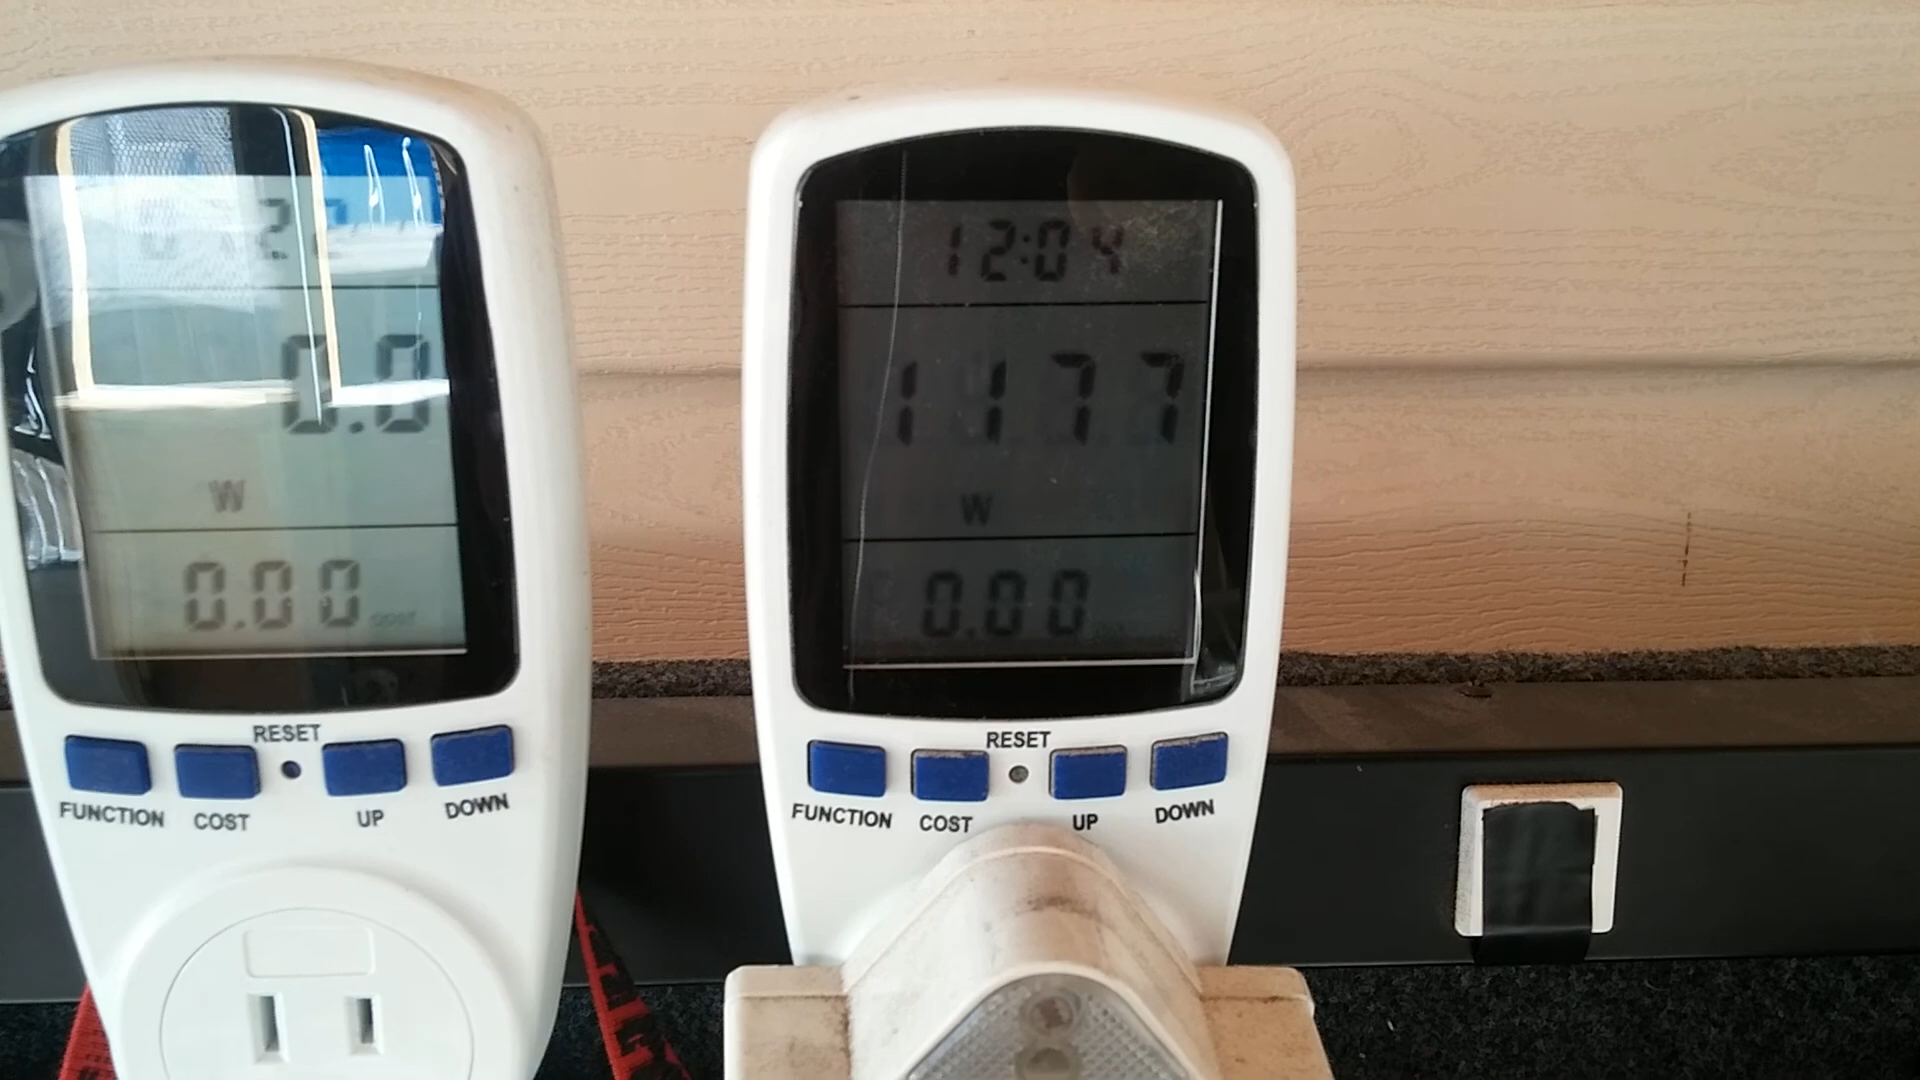 0.0
W
0.00
COST
RESET
FUNCTION
COST
UP
DOWN
12:04
1177
W
0.00
RESET
FUNCTION
COST
UP
DOWN